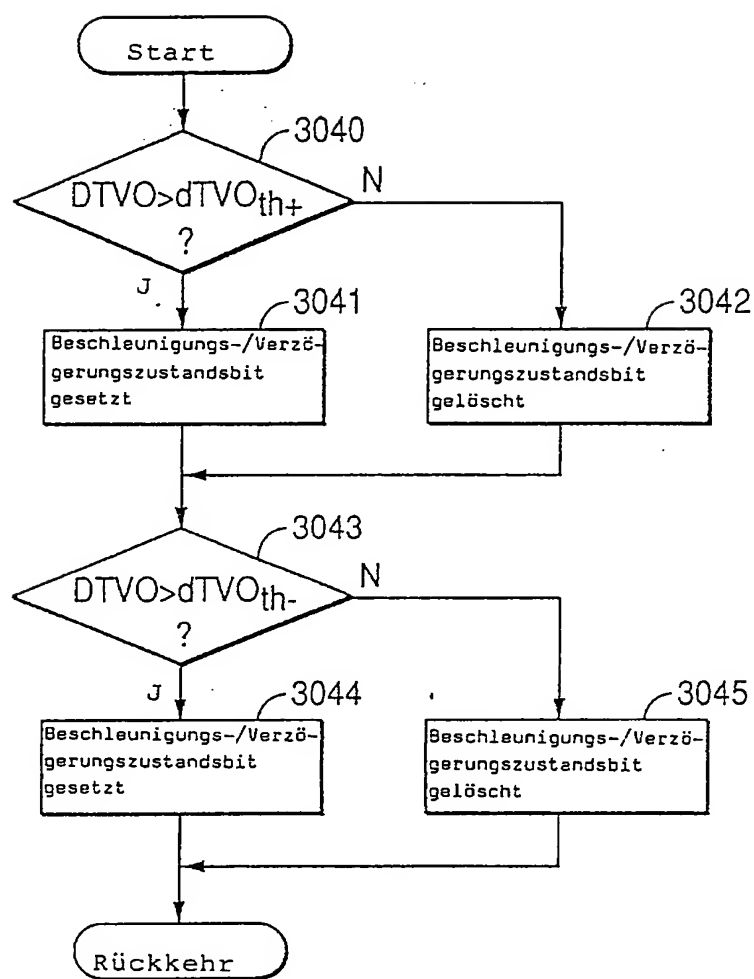 Start
3040
DTVO>dTVOth+
?
N
J
3041
3042
Beschleunigungs-/Verzö-
gerungszustandsbit
gesetzt
Beschleunigungs-/Verzö-
gerungszustandsbit
gelöscht
3043
DTVO>dTVOth-
?
N
J
3044
3045
Beschleunigungs-/Verzö-
gerungszustandsbit
gesetzt
Beschleunigungs-/Verzö-
gerungszustandsbit
gelöscht
Rückkehr